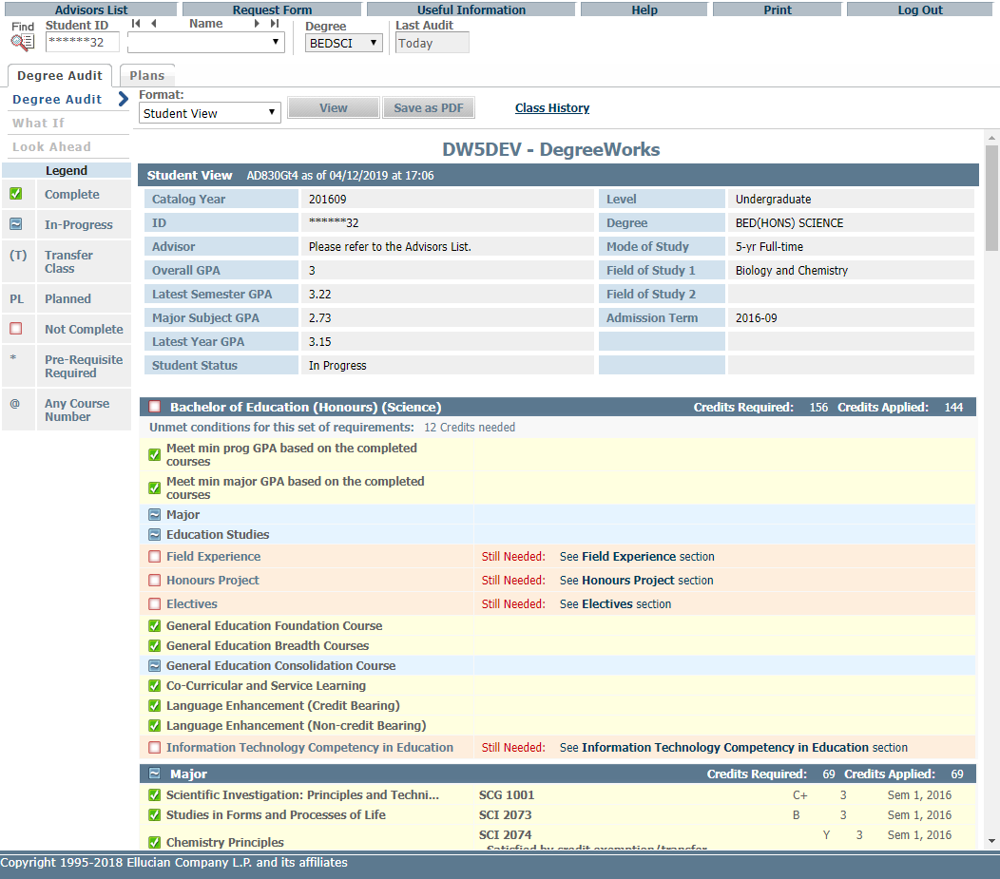 Advisors List Request Form Useful Information Help Print Log Out
Find Student ID Name Degree Last Audit
******32 BEDSCI Today
Degree Audit Plans
Degree Audit Format:
Student View View Save as PDF Class History
What If
Look Ahead
Legend
Complete
In-Progress
(T) Transfer
Class
PL Planned
Not Complete
* Pre-Requisite
Required
@ Any Course
Number
DW5DEV - DegreeWorks
Student View AD830Gt4 as of 04/12/2019 at 17:06
Catalog Year 201609 Level Undergraduate
ID ******32 Degree BED(HONS) SCIENCE
Advisor Please refer to the Advisors List. Mode of Study 5-yr Full-time
Overall GPA 3 Field of Study 1 Biology and Chemistry
Latest Semester GPA 3.22 Field of Study 2
Major Subject GPA 2.73 Admission Term 2016-09
Latest Year GPA 3.15
Student Status In Progress
Bachelor of Education (Honours) (Science) Credits Required: 156 Credits Applied: 144
Unmet conditions for this set of requirements: 12 Credits needed
Meet min prog GPA based on the completed
courses
Meet min major GPA based on the completed
courses
Major
Education Studies
Field Experience Still Needed: See Field Experience section
Honours Project Still Needed: See Honours Project section
Electives Still Needed: See Electives section
General Education Foundation Course
General Education Breadth Courses
General Education Consolidation Course
Co-Curricular and Service Learning
Language Enhancement (Credit Bearing)
Language Enhancement (Non-credit Bearing)
Information Technology Competency in Education Still Needed: See Information Technology Competency in Education section
Major Credits Required: 69 Credits Applied: 69
Scientific Investigation: Principles and Techni... SCG 1001 C+ 3 Sem 1, 2016
Studies in Forms and Processes of Life SCI 2073 B 3 Sem 1, 2016
Chemistry Principles SCI 2074 Y 3 Sem 1, 2016
Satisfied by credit exemption/transfer
Copyright 1995-2018 Ellucian Company L.P. and its affiliates